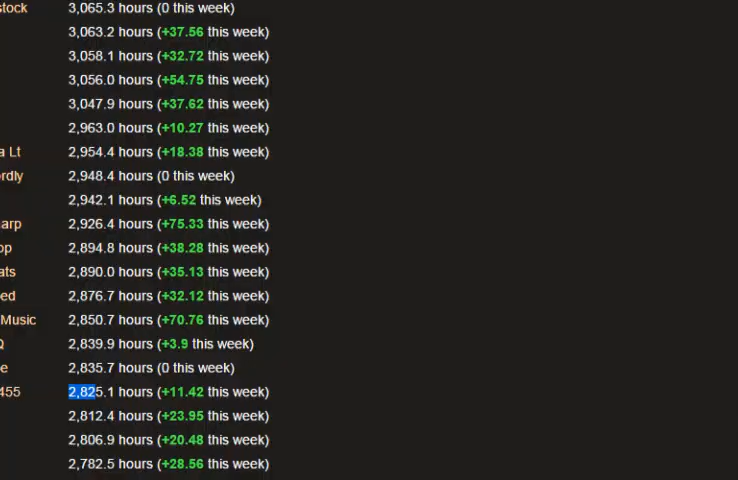 stock 3,065.3 hours (0 this week)
3,063.2 hours (+37.56 this week)
3,058.1 hours (+32.72 this week)
3,056.0 hours (+54.75 this week)
3,047.9 hours (+37.62 this week)
2,963.0 hours (+10.27 this week)
a Lt 2,954.4 hours (+18.38 this week)
rdly 2,948.4 hours (0 this week)
2,942.1 hours (+6.52 this week)
arp 2,926.4 hours (+75.33 this week)
op 2,894.8 hours (+38.28 this week)
ats 2,890.0 hours (+35.13 this week)
ed 2,876.7 hours (+32.12 this week)
Music 2,850.7 hours (+70.76 this week)
Q 2,839.9 hours (+3.9 this week)
e 2,835.7 hours (0 this week)
455 2,825.1 hours (+11.42 this week)
2,812.4 hours (+23.95 this week)
2,806.9 hours (+20.48 this week)
2,782.5 hours (+28.56 this week)